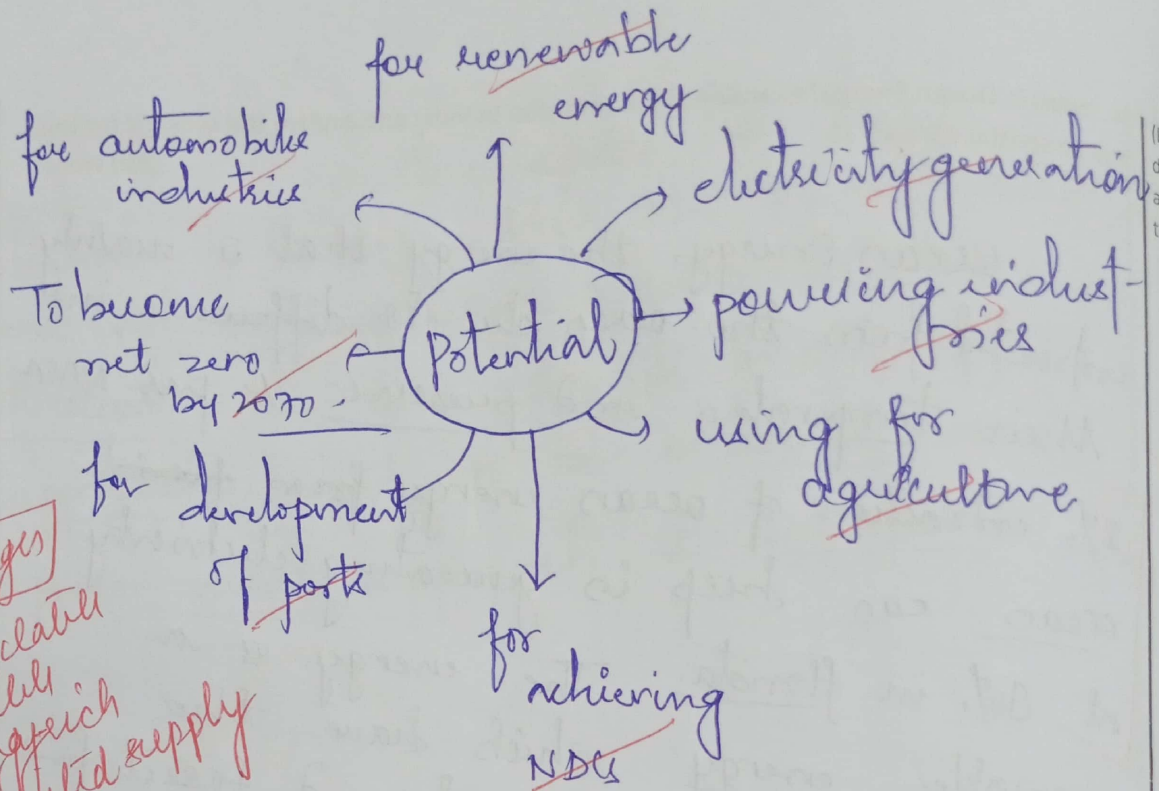 for renewable
energy
for automobile
industries
electricity generation
To become
net zero
by 2070.
potential
powering indust-
ries
using for
agriculture
for development
of ports
for
achieving
NDCs
supply